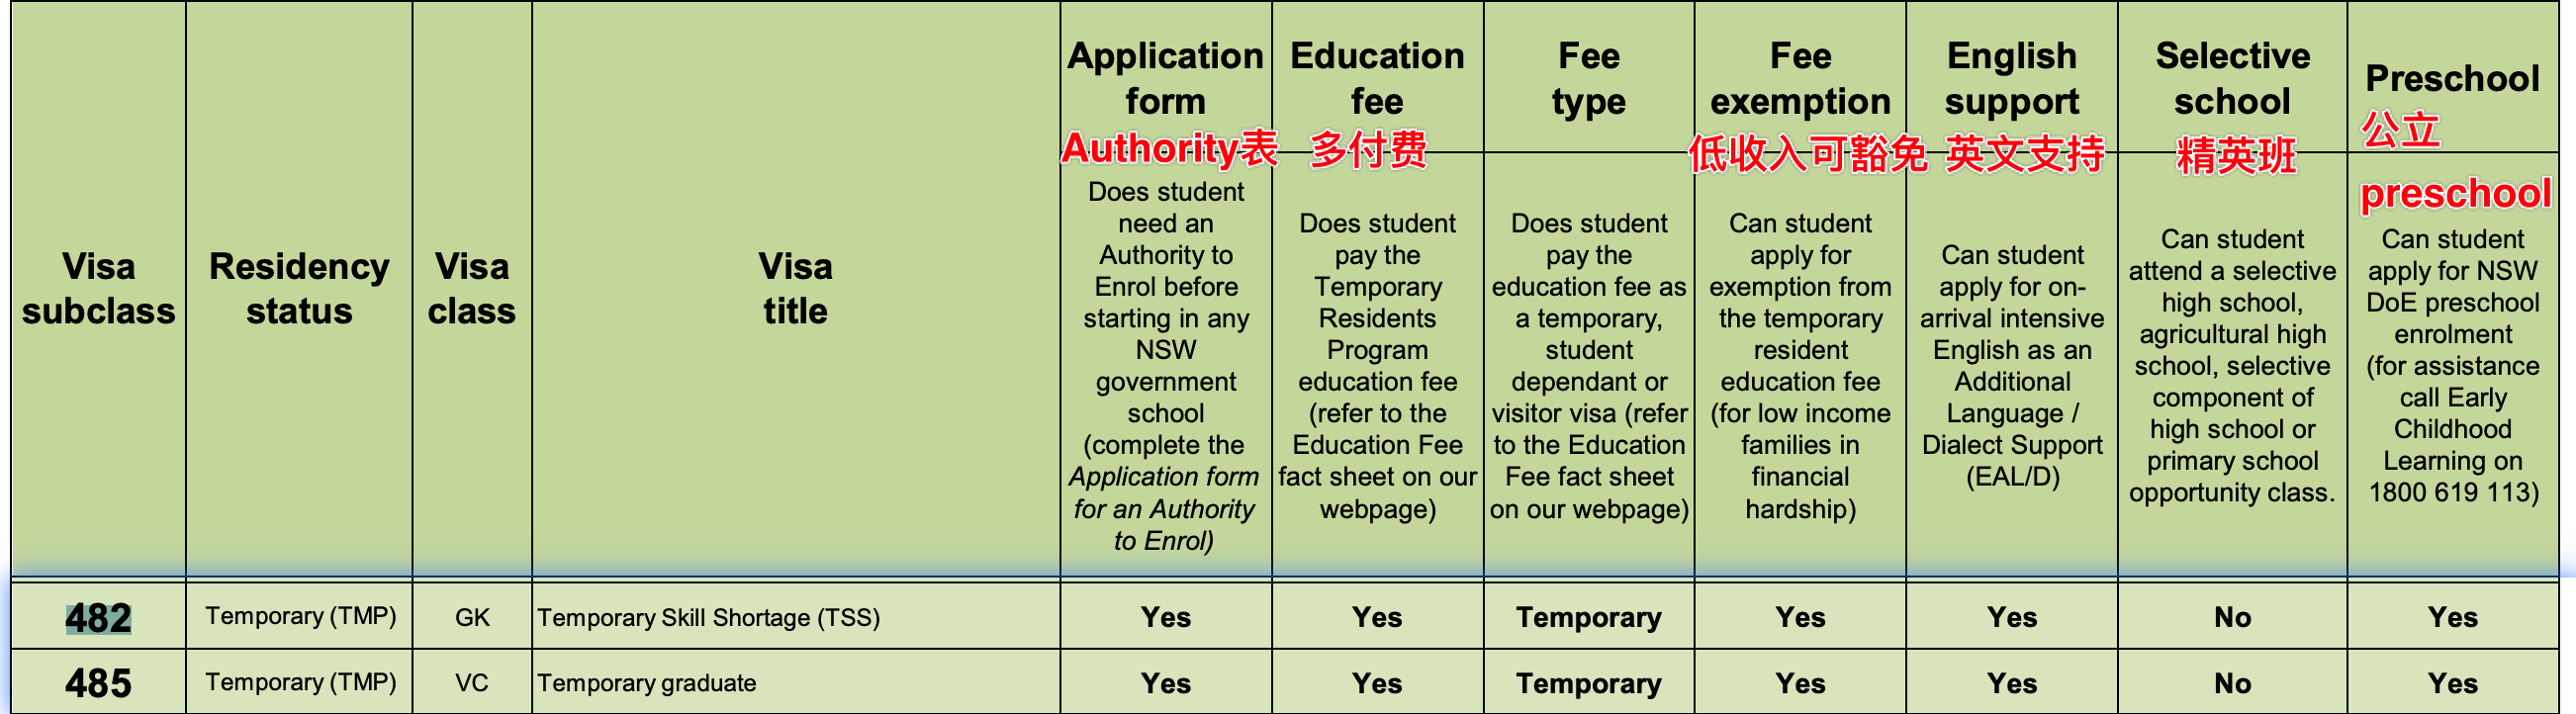 Visa
subclass
Residency
status
Visa
class
Visa
title
Application
form
Authority表
Does student
need an
Authority to
Enrol before
starting in any
NSW
government
school
(complete the
Application form
for an Authority
to Enrol)
Education
fee
多付费
Does student
pay the
Temporary
Residents
Program
education fee
(refer to the
Education Fee
fact sheet on our
webpage)
Fee
type
Does student
pay the
education fee as
a temporary,
student
dependant or
visitor visa (refer
to the Education
Fee fact sheet
on our webpage)
Fee
exemption
低收入可豁免
Can student
apply for
exemption from
the temporary
resident
education fee
(for low income
families in
financial
hardship)
English
support
英文支持
Can student
apply for on-
arrival intensive
English as an
Additional
Language /
Dialect Support
(EAL/D)
Selective
school
精英班
Can student
attend a selective
high school,
agricultural high
school, selective
component of
high school or
primary school
opportunity class.
Preschool
公立
preschool
Can student
apply for NSW
DoE preschool
enrolment
(for assistance
call Early
Childhood
Learning on
1800 619 113)
482 Temporary (TMP) GK Temporary Skill Shortage (TSS) Yes Yes Temporary Yes Yes No Yes
485 Temporary (TMP) VC Temporary graduate Yes Yes Temporary Yes Yes No Yes